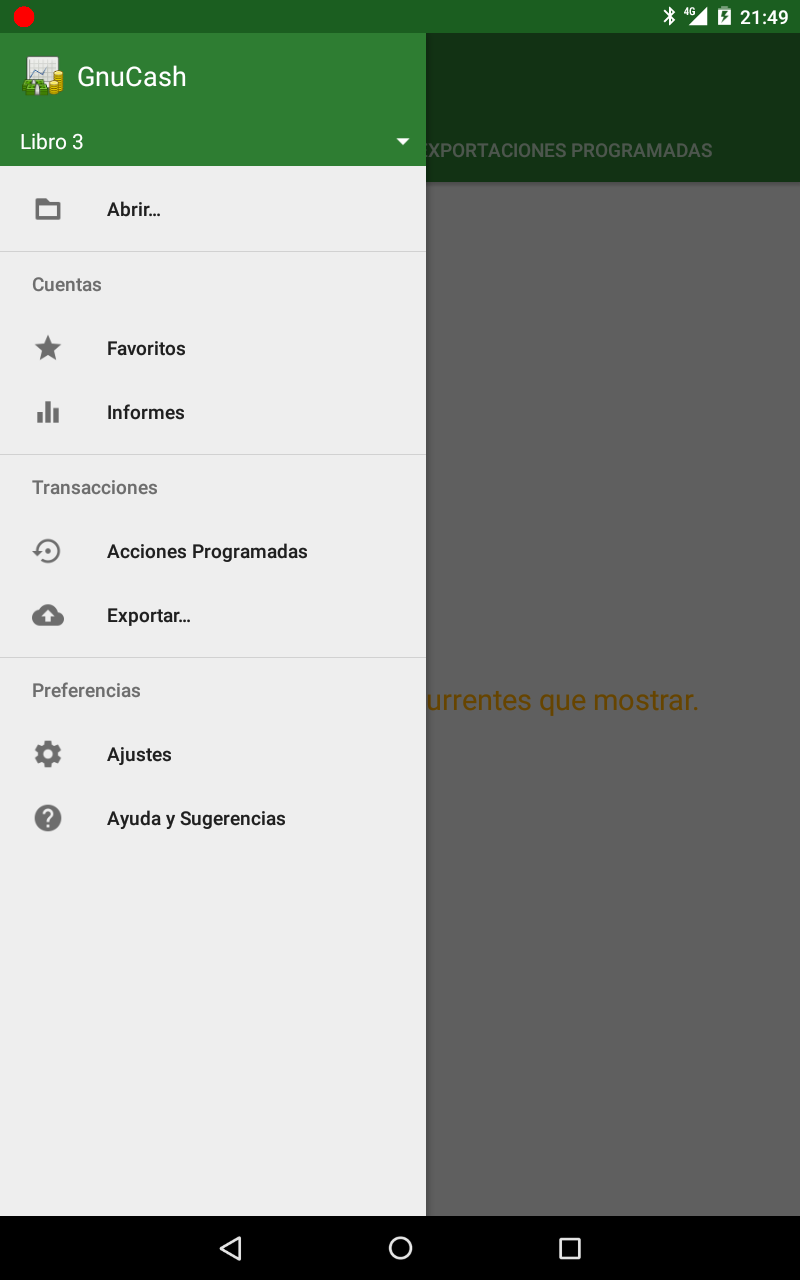 4G 21:49
GnuCash
Libro 3
EXPORTACIONES PROGRAMADAS
Abrir…
Cuentas
Favoritos
Informes
Transacciones
Acciones Programadas
Exportar…
urrentes que mostrar.
Preferencias
Ajustes
Ayuda y Sugerencias